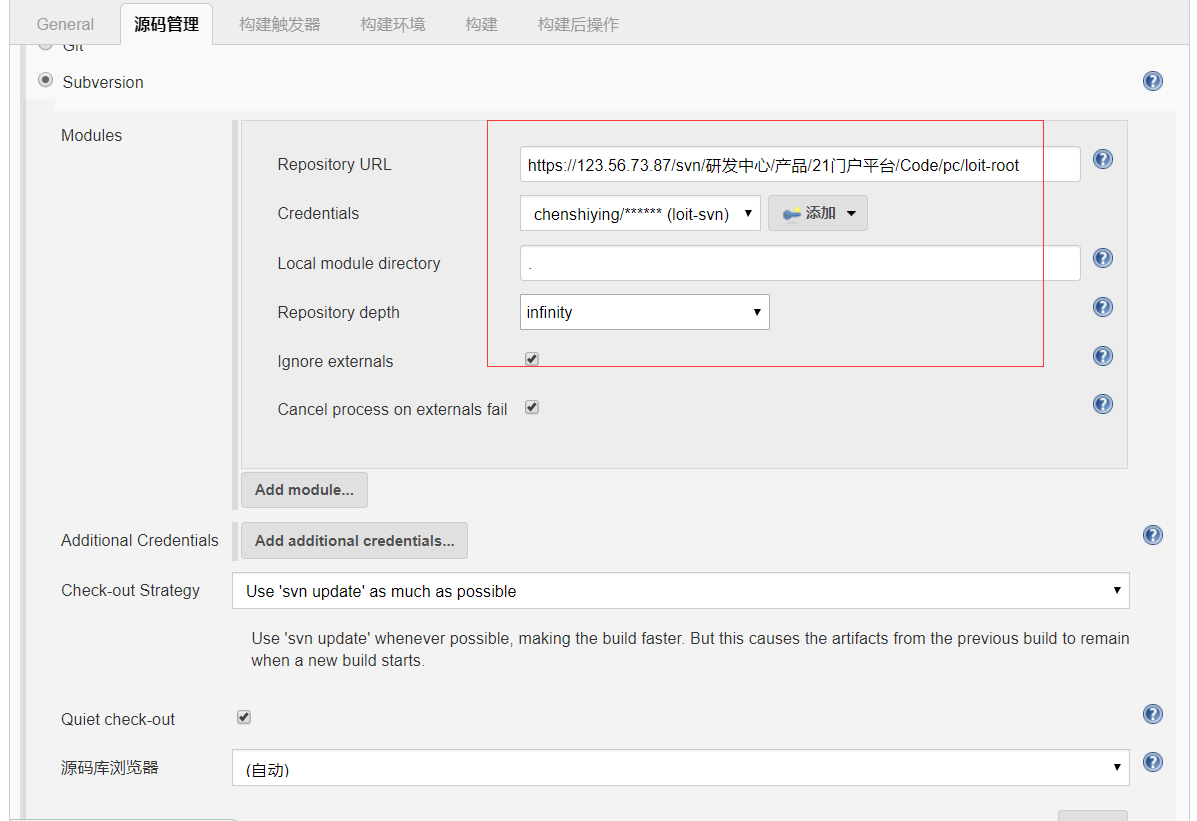 General 源码管理 构建触发器 构建环境 构建 构建后操作
Git
Subversion
Modules
Repository URL https://123.56.73.87/svn/研发中心/产品/21门户平台/Code/pc/loit-root
Credentials chenshiying/****** (loit-svn) 添加
Local module directory .
Repository depth infinity
Ignore externals
Cancel process on externals fail
Add module...
Additional Credentials Add additional credentials...
Check-out Strategy Use 'svn update' as much as possible
Use 'svn update' whenever possible, making the build faster. But this causes the artifacts from the previous build to remain
when a new build starts.
Quiet check-out
源码库浏览器 (自动)